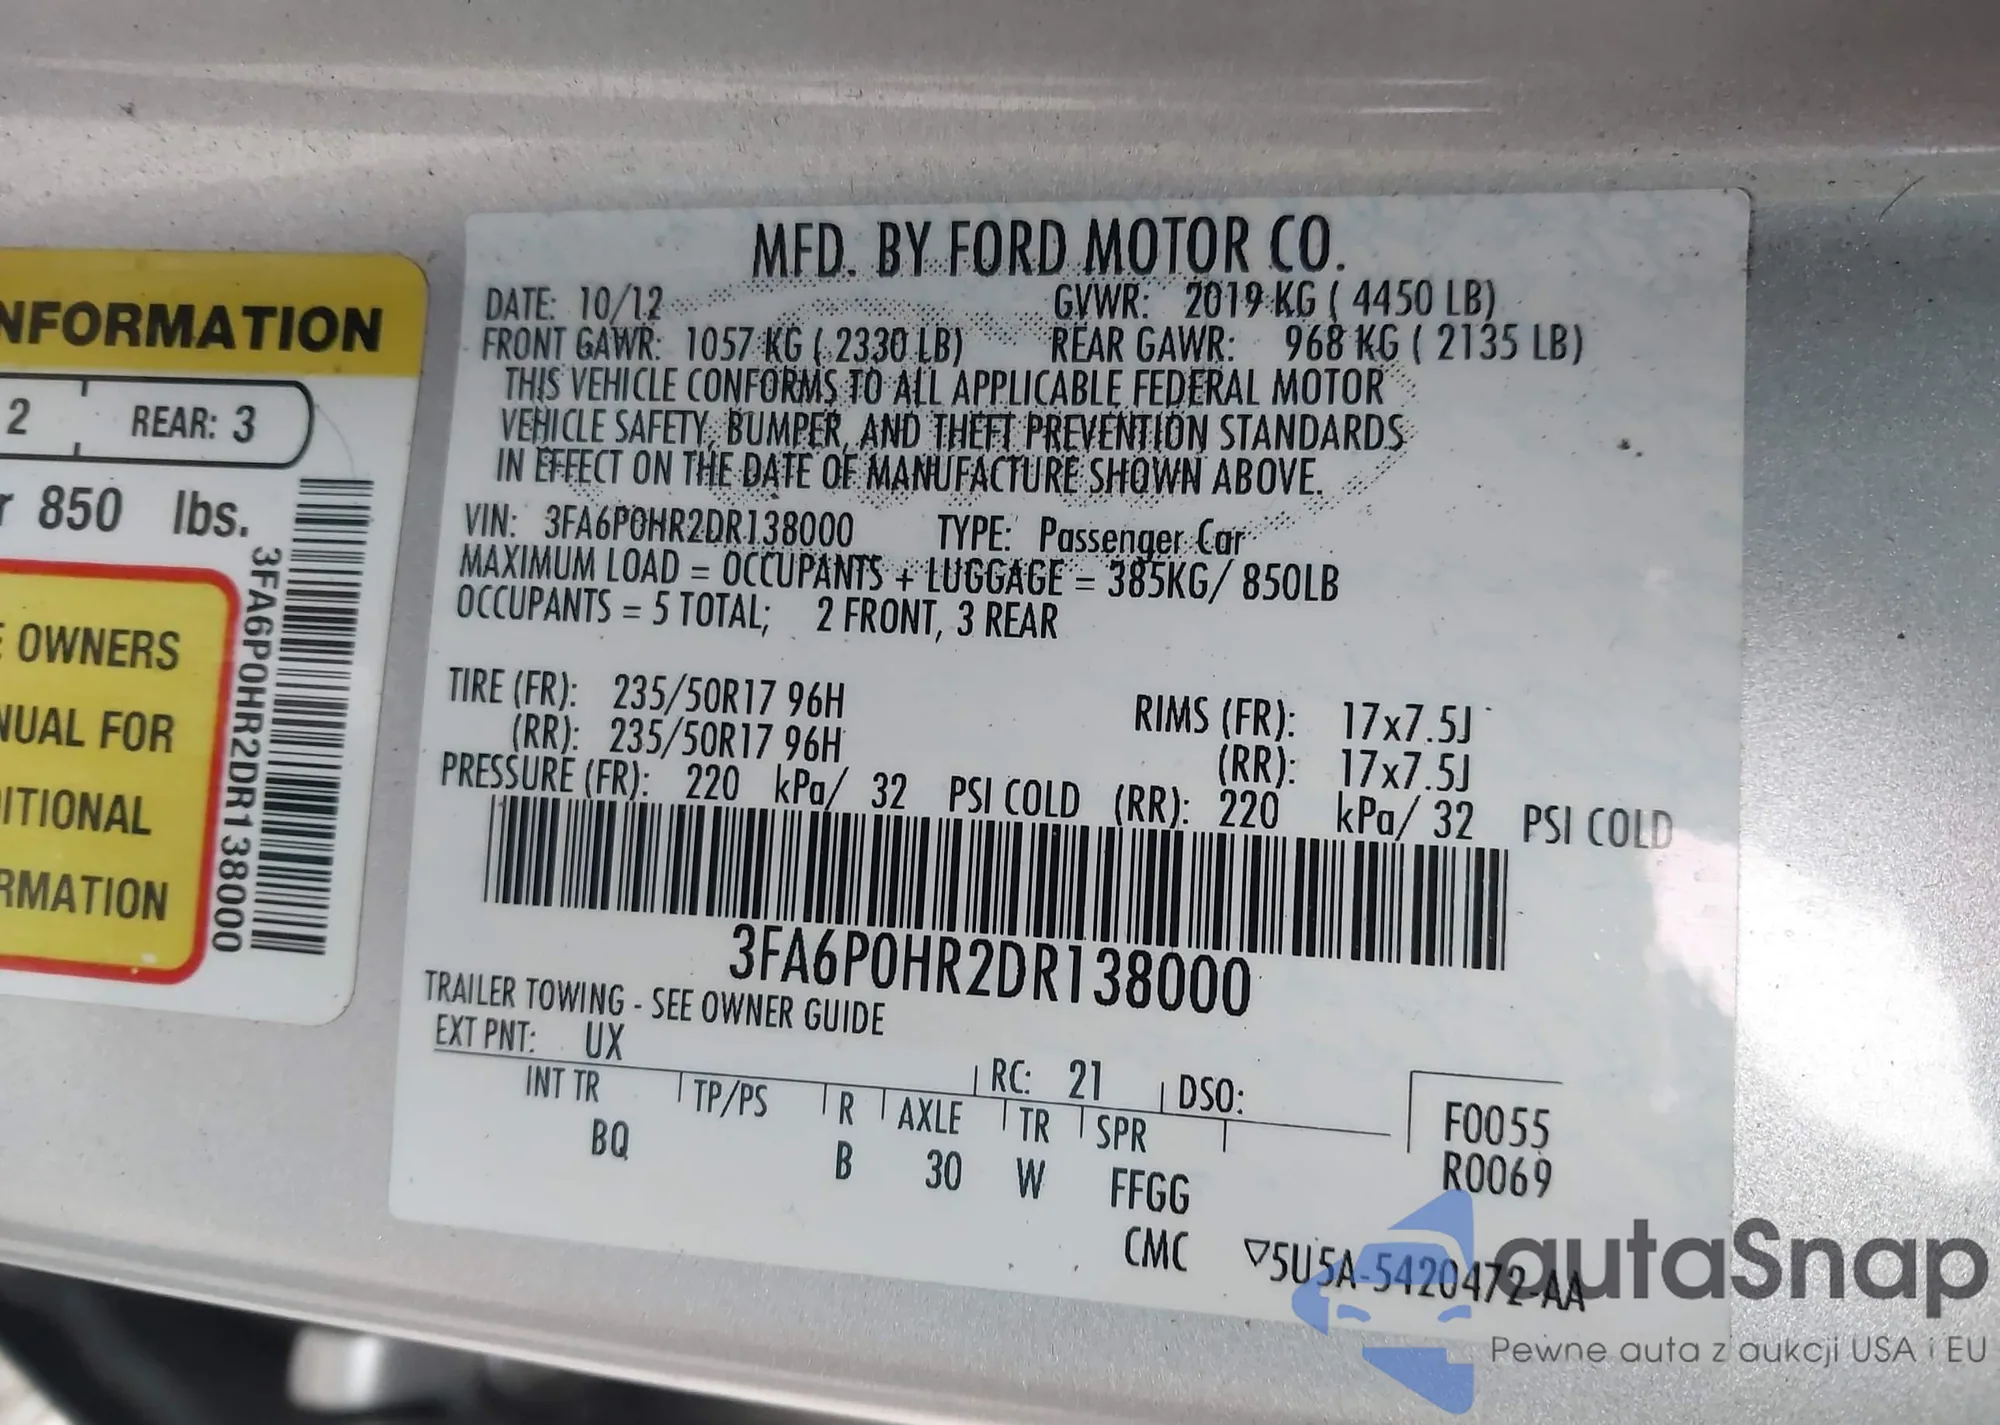 NFORMATION
2 REAR: 3
r 850 lbs.
OWNERS
NUAL FOR
ITIONAL
RMATION
3FA6P0HR2DR138000
MFD. BY FORD MOTOR CO.
DATE: 10/12 GVWR: 2019 KG ( 4450 LB)
FRONT GAWR: 1057 KG ( 2330 LB) REAR GAWR: 968 KG ( 2135 LB)
THIS VEHICLE CONFORMS TO ALL APPLICABLE FEDERAL MOTOR
VEHICLE SAFETY, BUMPER, AND THEFT PREVENTION STANDARDS
IN EFFECT ON THE DATE OF MANUFACTURE SHOWN ABOVE.
VIN: 3FA6P0HR2DR138000 TYPE: Passenger Car
MAXIMUM LOAD = OCCUPANTS + LUGGAGE = 385KG/ 850LB
OCCUPANTS = 5 TOTAL; 2 FRONT, 3 REAR
TIRE (FR): 235/50R17 96H RIMS (FR): 17x7.5J
(RR): 235/50R17 96H (RR): 17x7.5J
PRESSURE (FR): 220 kPa/ 32 PSI COLD (RR): 220 kPa/ 32 PSI COLD
3FA6P0HR2DR138000
TRAILER TOWING - SEE OWNER GUIDE
EXT PNT: UX RC: 21 DSO:
INT TR TP/PS R AXLE TR SPR F0055
BQ B 30 W FFGG R0069
CMC ▽5U5A-5420472-AA
autaSnap
Pewne auta z aukcji USA i EU